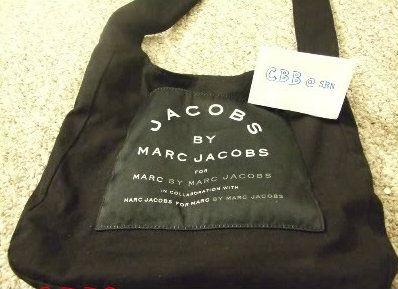 JACOBS
BY
MARC JACOBS
FOR
MARC BY MARC JACOBS
IN COLLABORATION WITH
MARC JACOBS FOR MARC BY MARC JACOBS
CBB @ SBN